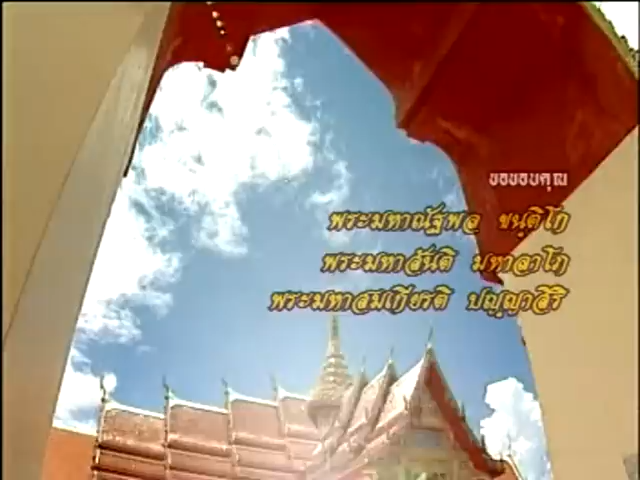 ขอขอบคุณ
พระมหาณัฐพล ขนฺติโก
พระมหาสันติ มหาลาโภ
พระมหาสมเกียรติ ปญฺญาสิริ